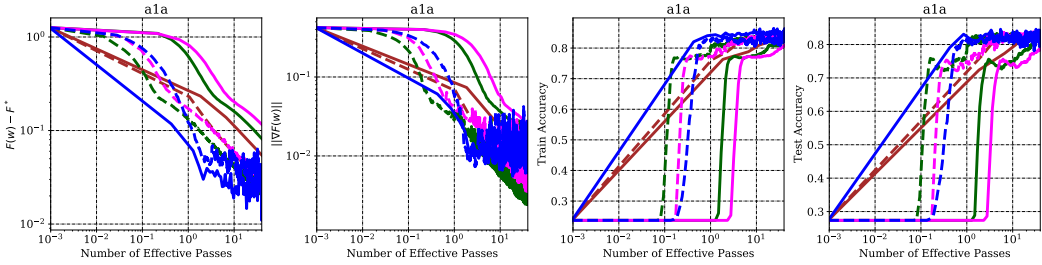 a1a
F(w) − F*
10⁰
10⁻¹
10⁻²
10⁻³ 10⁻² 10⁻¹ 10⁰ 10¹
Number of Effective Passes
a1a
||∇F(w)||
10⁻¹
10⁻²
10⁻³ 10⁻² 10⁻¹ 10⁰ 10¹
Number of Effective Passes
a1a
Train Accuracy
0.8
0.7
0.6
0.5
0.4
0.3
10⁻³ 10⁻² 10⁻¹ 10⁰ 10¹
Number of Effective Passes
a1a
Test Accuracy
0.8
0.7
0.6
0.5
0.4
0.3
10⁻³ 10⁻² 10⁻¹ 10⁰ 10¹
Number of Effective Passes